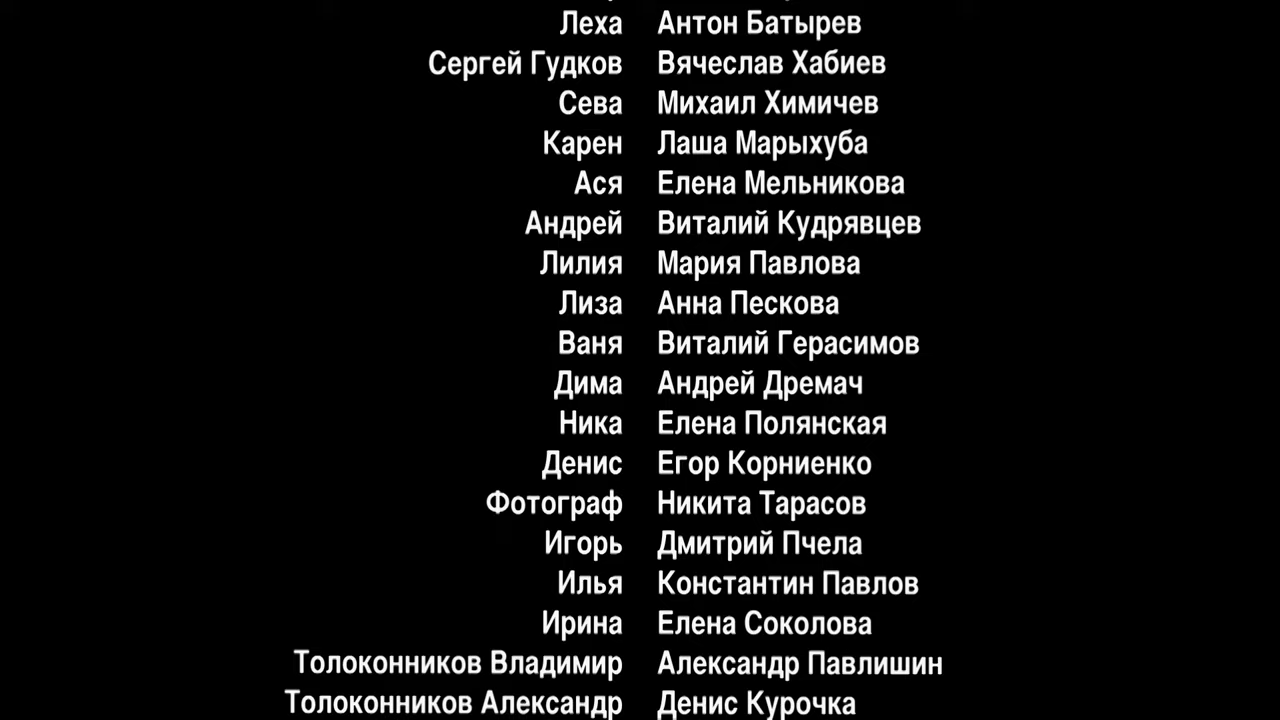 Леха Антон Батырев
Сергей Гудков Вячеслав Хабиев
Сева Михаил Химичев
Карен Лаша Марыхуба
Ася Елена Мельникова
Андрей Виталий Кудрявцев
Лилия Мария Павлова
Лиза Анна Пескова
Ваня Виталий Герасимов
Дима Андрей Дремач
Ника Елена Полянская
Денис Егор Корниенко
Фотограф Никита Тарасов
Игорь Дмитрий Пчела
Илья Константин Павлов
Ирина Елена Соколова
Толоконников Владимир Александр Павлишин
Толоконников Александр Денис Курочка